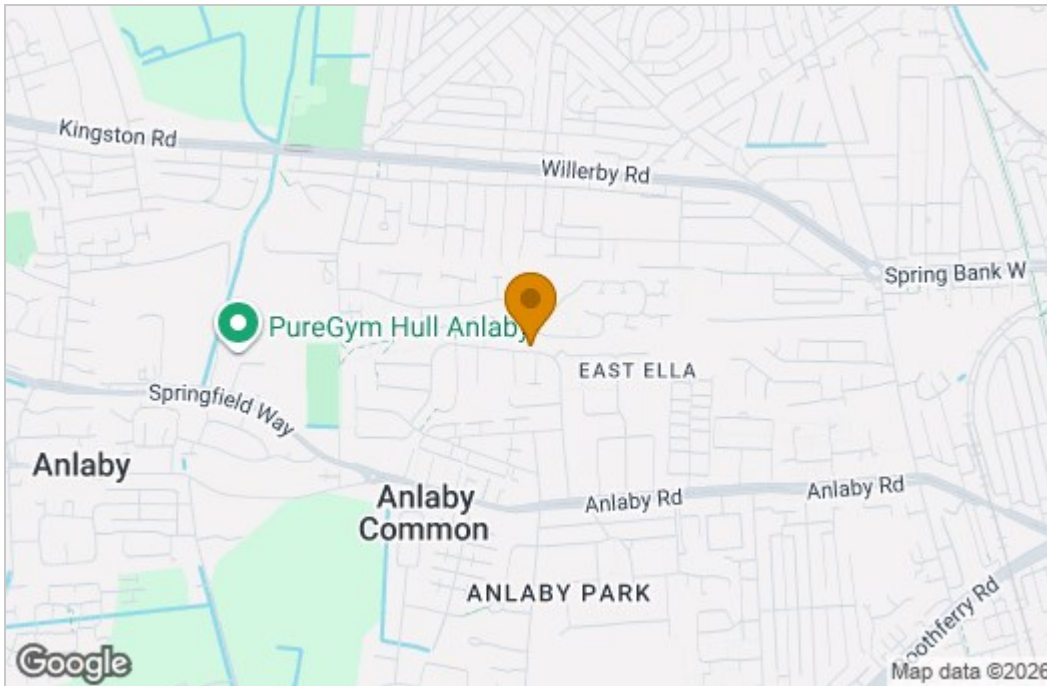 Kingston Rd
Willerby Rd
Spring Bank W
PureGym Hull Anlaby
EAST ELLA
Springfield Way
Anlaby
Anlaby
Common
Anlaby Rd
Anlaby Rd
ANLABY PARK
oothferry Rd
Google
Map data ©2026